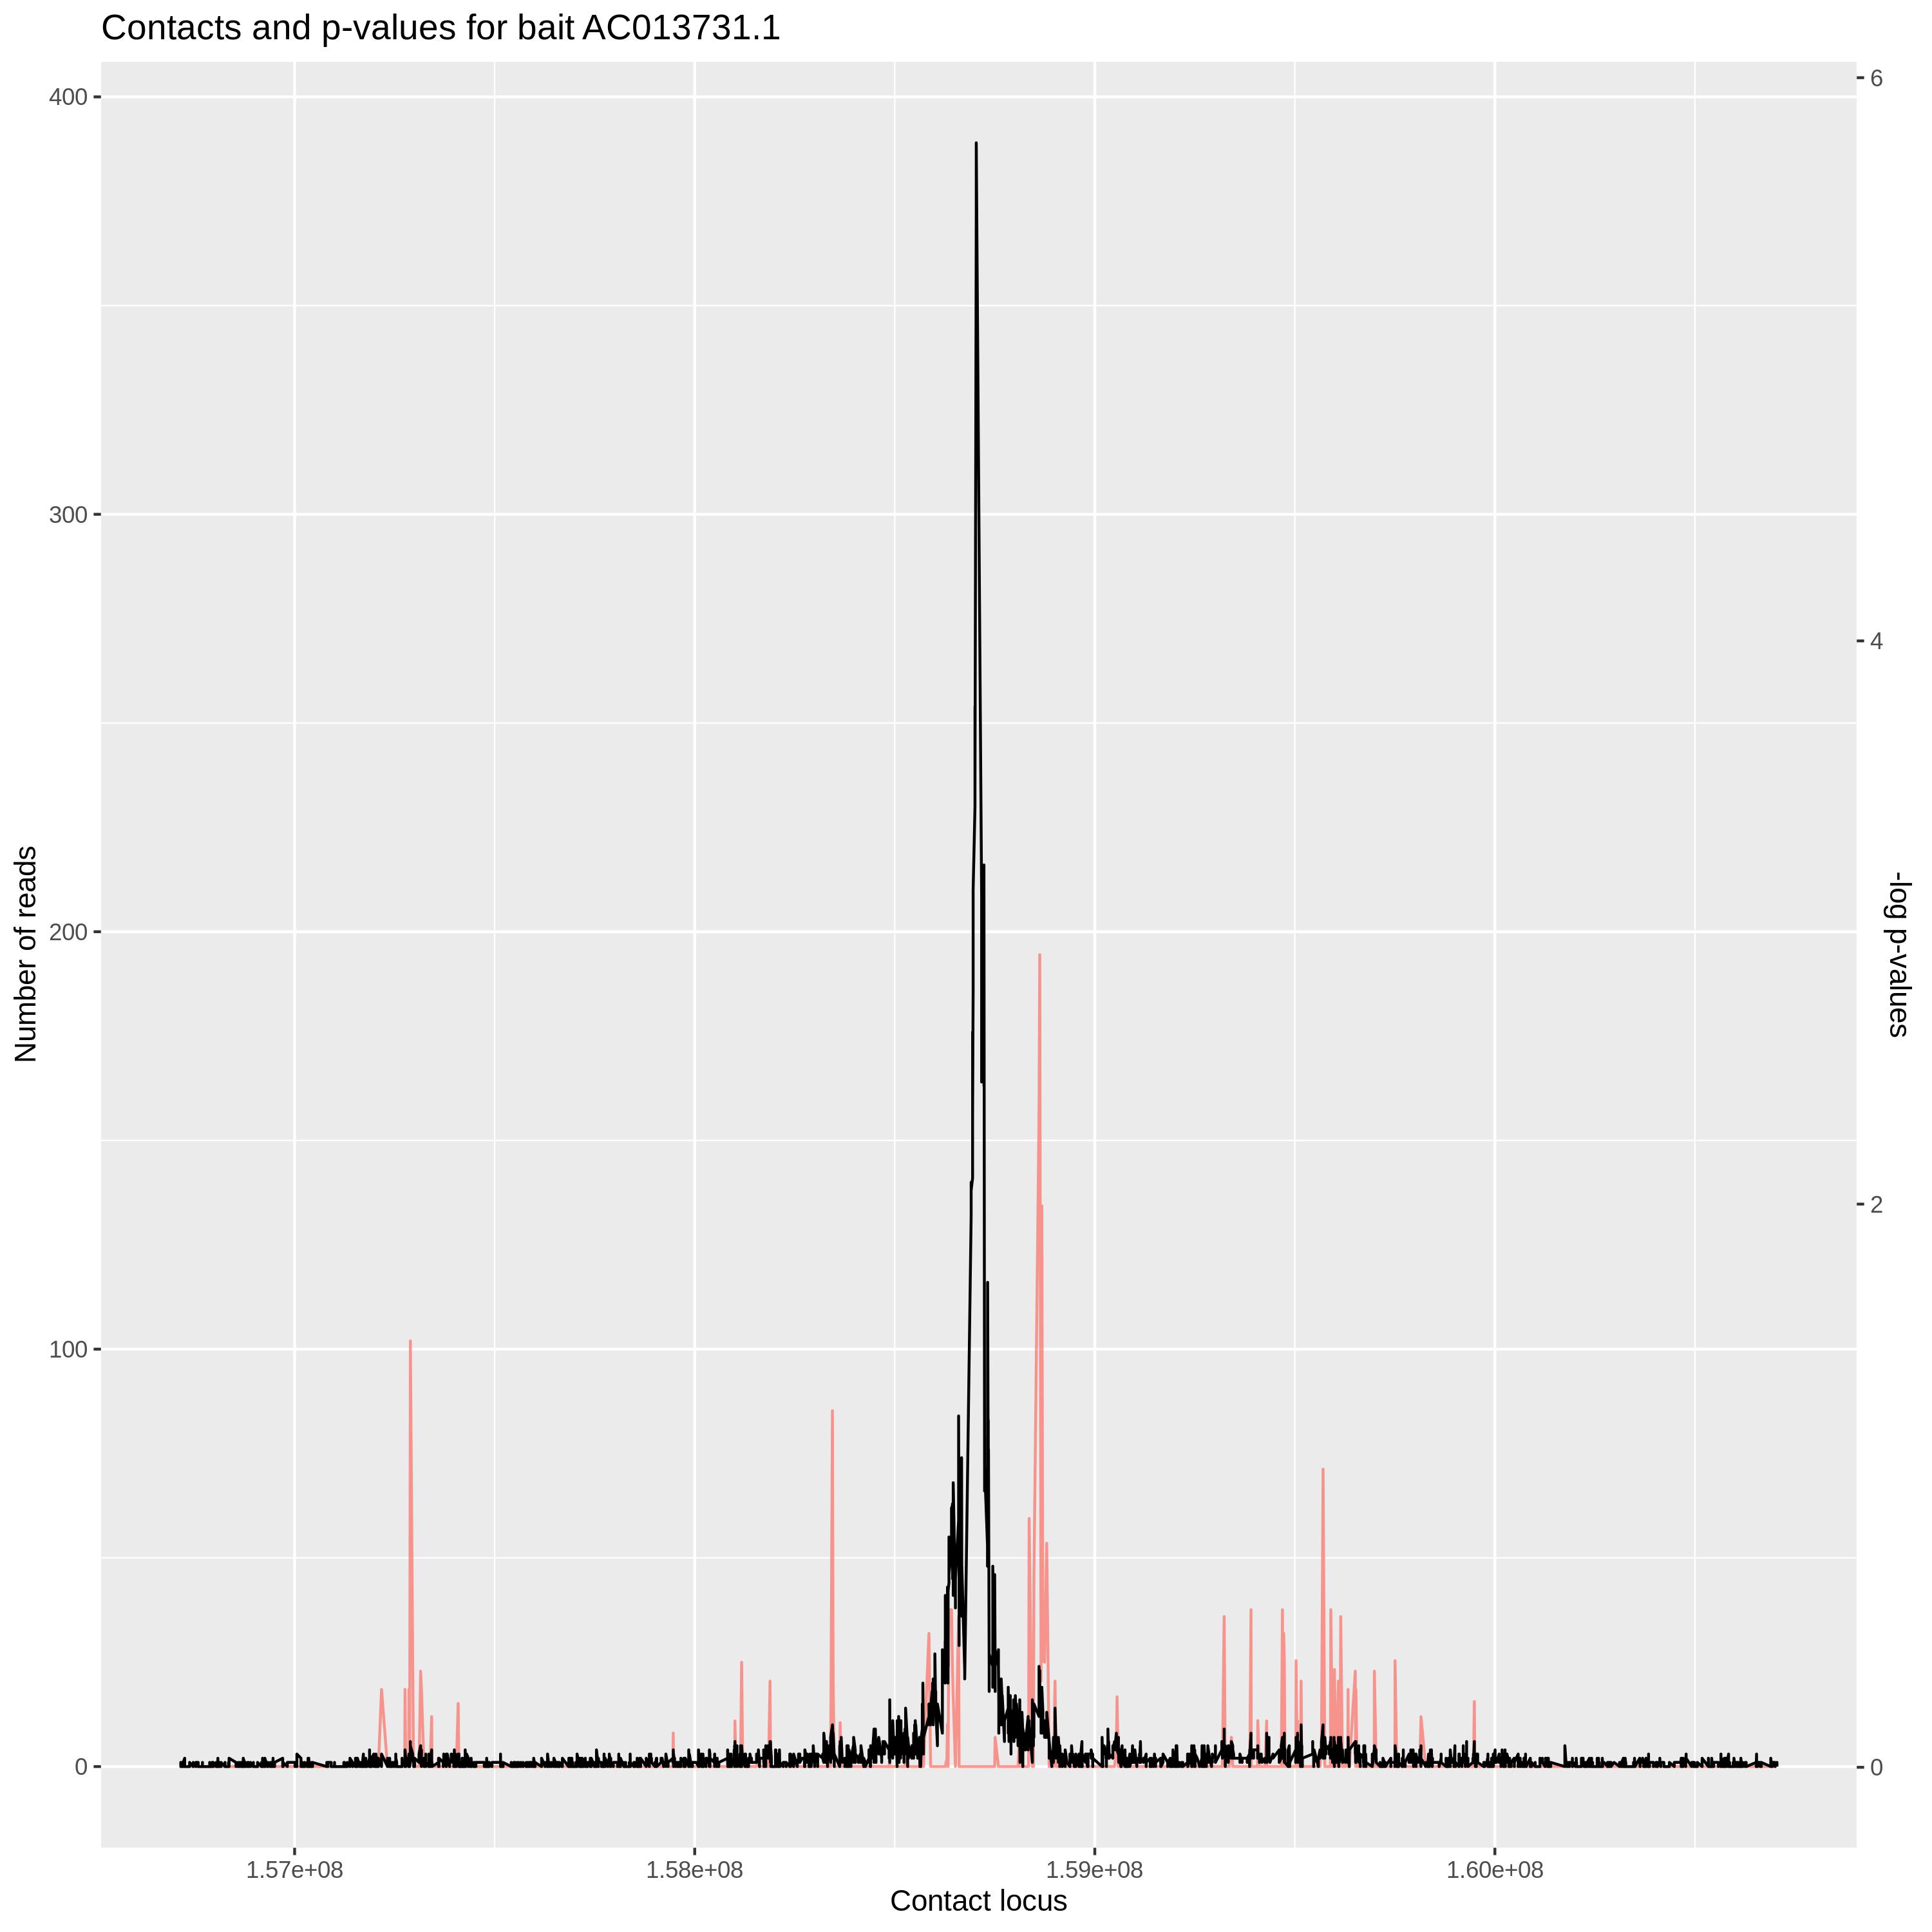 Contacts and p-values for bait AC013731.1
400
300
200
100
0
Number of reads
6
4
2
0
-log p-values
1.57e+08
1.58e+08
1.59e+08
1.60e+08
Contact locus